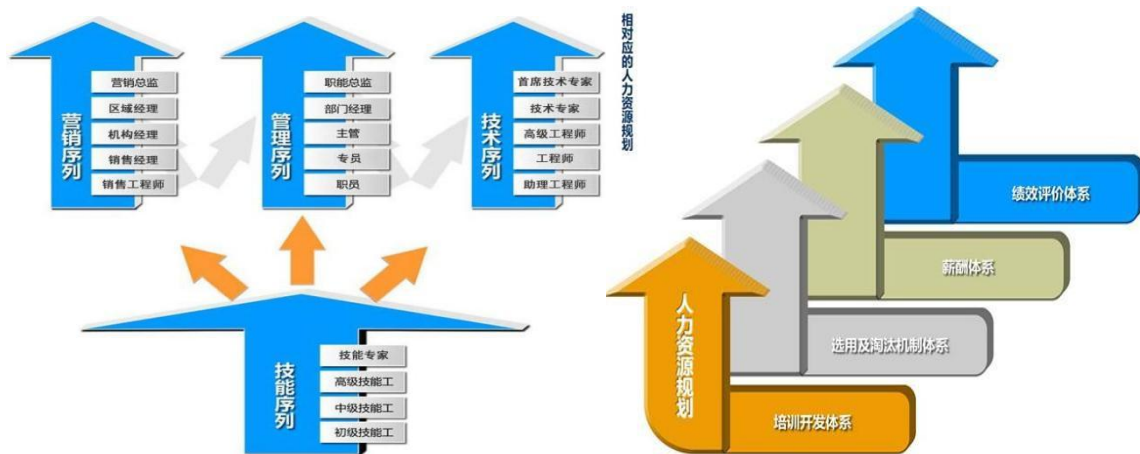 营销序列
营销总监
区域经理
机构经理
销售经理
销售工程师
管理序列
职能总监
部门经理
主管
专员
职员
技术序列
首席技术专家
技术专家
高级工程师
工程师
助理工程师
技能序列
技能专家
高级技能工
中级技能工
初级技能工
相对应的人力资源规划
绩效评价体系
薪酬体系
选用及淘汰机制体系
人力资源规划
培训开发体系